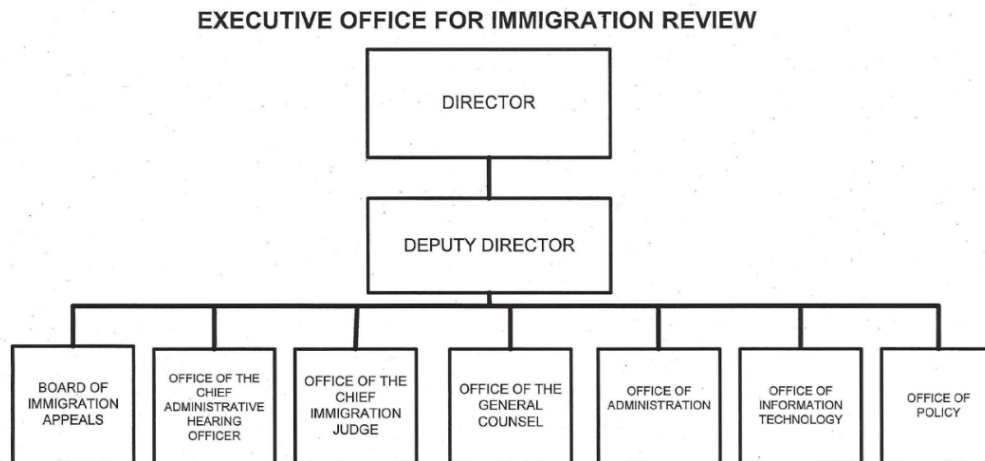 EXECUTIVE OFFICE FOR IMMIGRATION REVIEW
DIRECTOR
DEPUTY DIRECTOR
BOARD OF
IMMIGRATION
APPEALS
OFFICE OF THE
CHIEF
ADMINISTRATIVE
HEARING
OFFICER
OFFICE OF THE
CHIEF
IMMIGRATION
JUDGE
OFFICE OF THE
GENERAL
COUNSEL
OFFICE OF
ADMINISTRATION
OFFICE OF
INFORMATION
TECHNOLOGY
OFFICE OF
POLICY